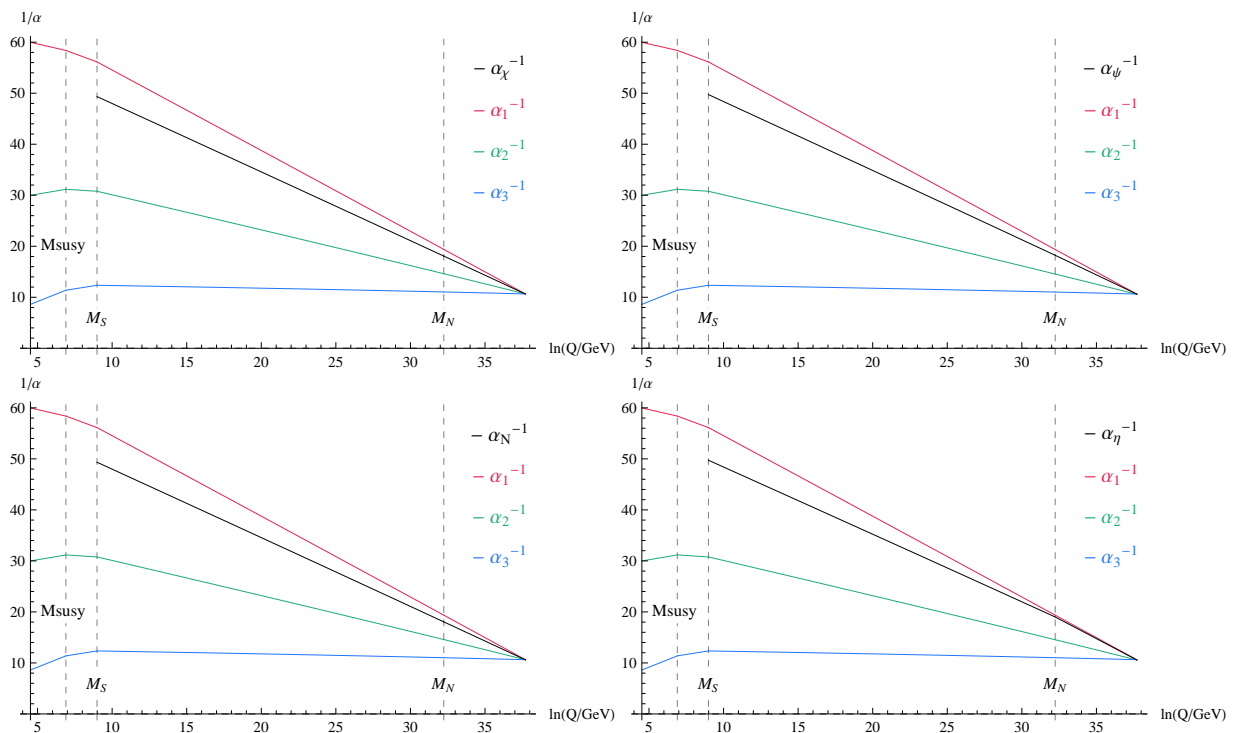 1/α
60
50
40
30
20
10
5
10
15
20
25
30
35
ln(Q/GeV)
Msusy
M_S
M_N
– α_χ^{-1}
– α_1^{-1}
– α_2^{-1}
– α_3^{-1}
1/α
60
50
40
30
20
10
5
10
15
20
25
30
35
ln(Q/GeV)
Msusy
M_S
M_N
– α_ψ^{-1}
– α_1^{-1}
– α_2^{-1}
– α_3^{-1}
1/α
60
50
40
30
20
10
5
10
15
20
25
30
35
ln(Q/GeV)
Msusy
M_S
M_N
– α_N^{-1}
– α_1^{-1}
– α_2^{-1}
– α_3^{-1}
1/α
60
50
40
30
20
10
5
10
15
20
25
30
35
ln(Q/GeV)
Msusy
M_S
M_N
– α_η^{-1}
– α_1^{-1}
– α_2^{-1}
– α_3^{-1}